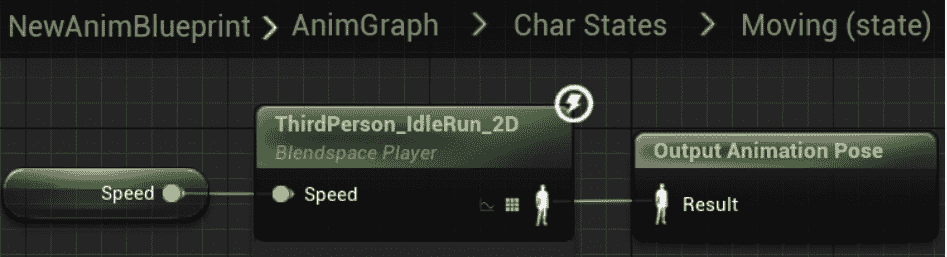 NewAnimBlueprint > AnimGraph > Char States > Moving (state)
ThirdPerson_IdleRun_2D
Blendspace Player
Output Animation Pose
Speed
Speed
Result